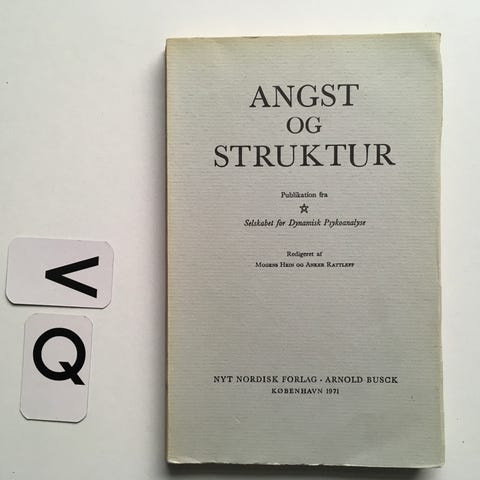 ANGST
OG
STRUKTUR
Publikation fra
Selskabet for Dynamisk Psykoanalyse
Redigeret af
MOGENS HEIN OG ANKER RATTLEFF
NYT NORDISK FORLAG · ARNOLD BUSCK
KØBENHAVN 1971
V
Q